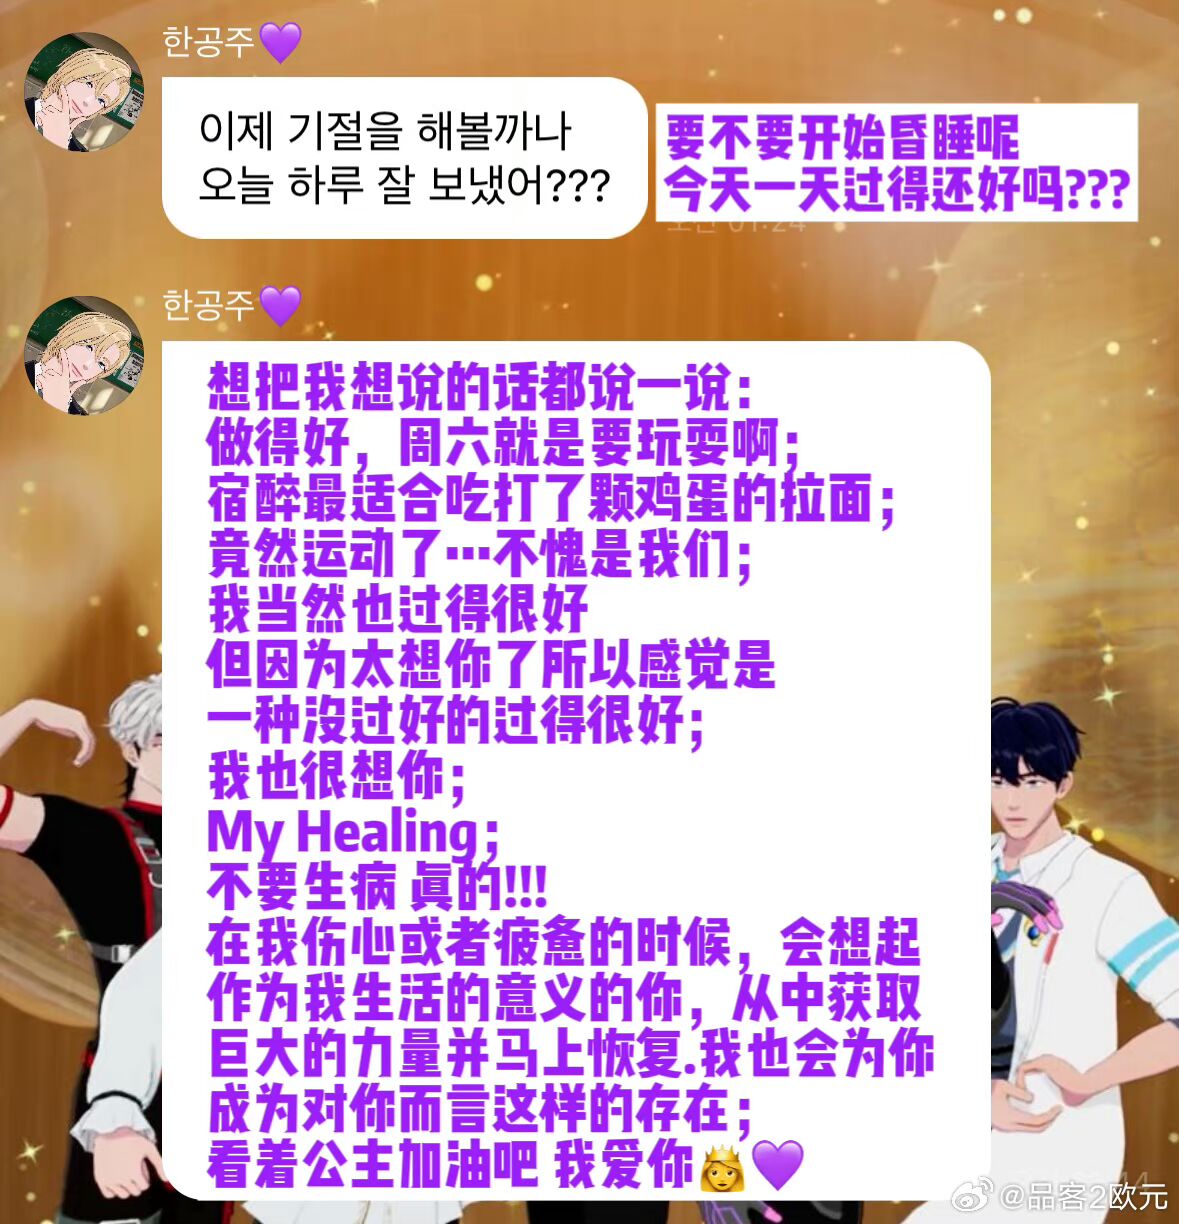 한공주💜
이제 기절을 해볼까나
오늘 하루 잘 보냈어???
要不要开始昏睡呢
今天一天过得还好吗???
오전 01:24
한공주💜
想把我想说的话都说一说：
做得好，周六就是要玩耍啊；
宿醉最适合吃打了颗鸡蛋的拉面；
竟然运动了…不愧是我们；
我当然也过得很好
但因为太想你了所以感觉是
一种没过好的过得很好；
我也很想你；
My Healing；
不要生病 真的!!!
在我伤心或者疲惫的时候，会想起
作为我生活的意义的你，从中获取
巨大的力量并马上恢复.我也会为你
成为对你而言这样的存在；
看着公主加油吧 我爱你👸💜
@品客2欧元